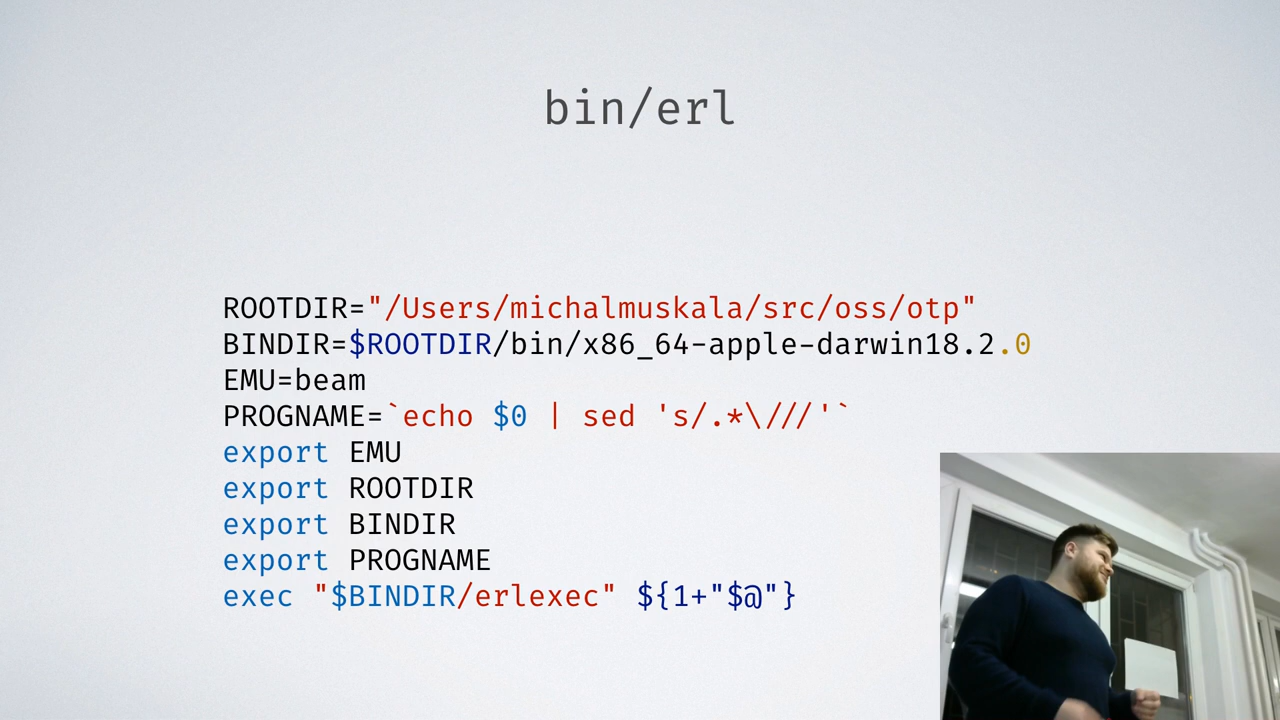 bin/erl
ROOTDIR="/Users/michalmuskala/src/oss/otp"
BINDIR=$ROOTDIR/bin/x86_64-apple-darwin18.2.0
EMU=beam
PROGNAME=`echo $0 | sed 's/.*\///'`
export EMU
export ROOTDIR
export BINDIR
export PROGNAME
exec "$BINDIR/erlexec" ${1+"$@"}